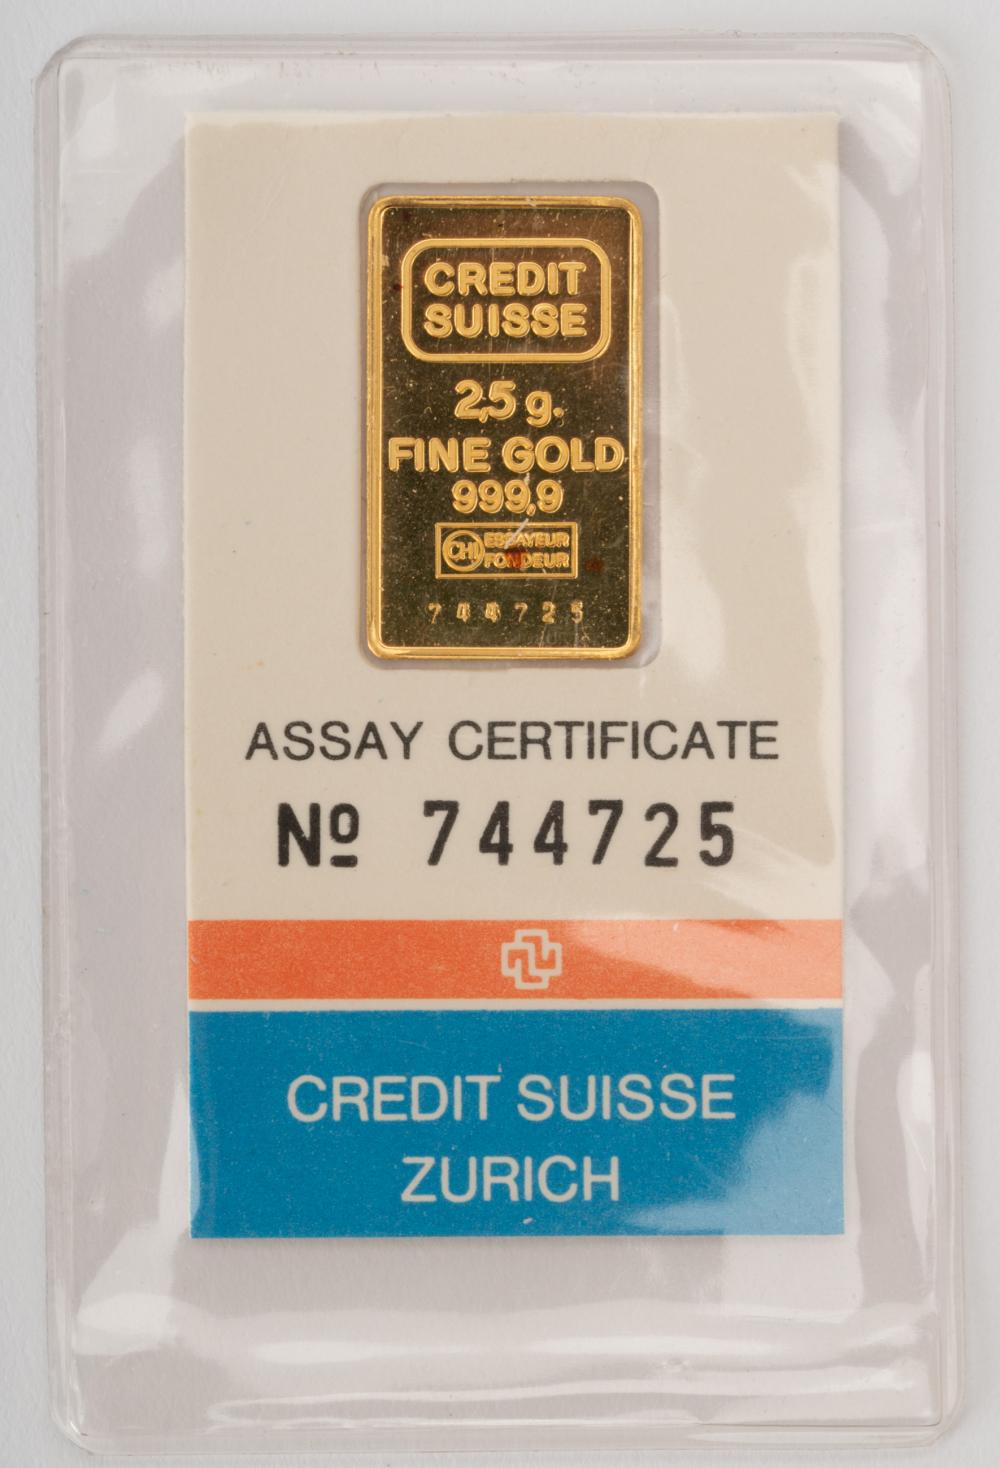 CREDIT
SUISSE
2,5 g.
FINE GOLD
999,9
CHI ESSAYEUR
FONDEUR
744725
ASSAY CERTIFICATE
Nº 744725
CREDIT SUISSE
ZURICH